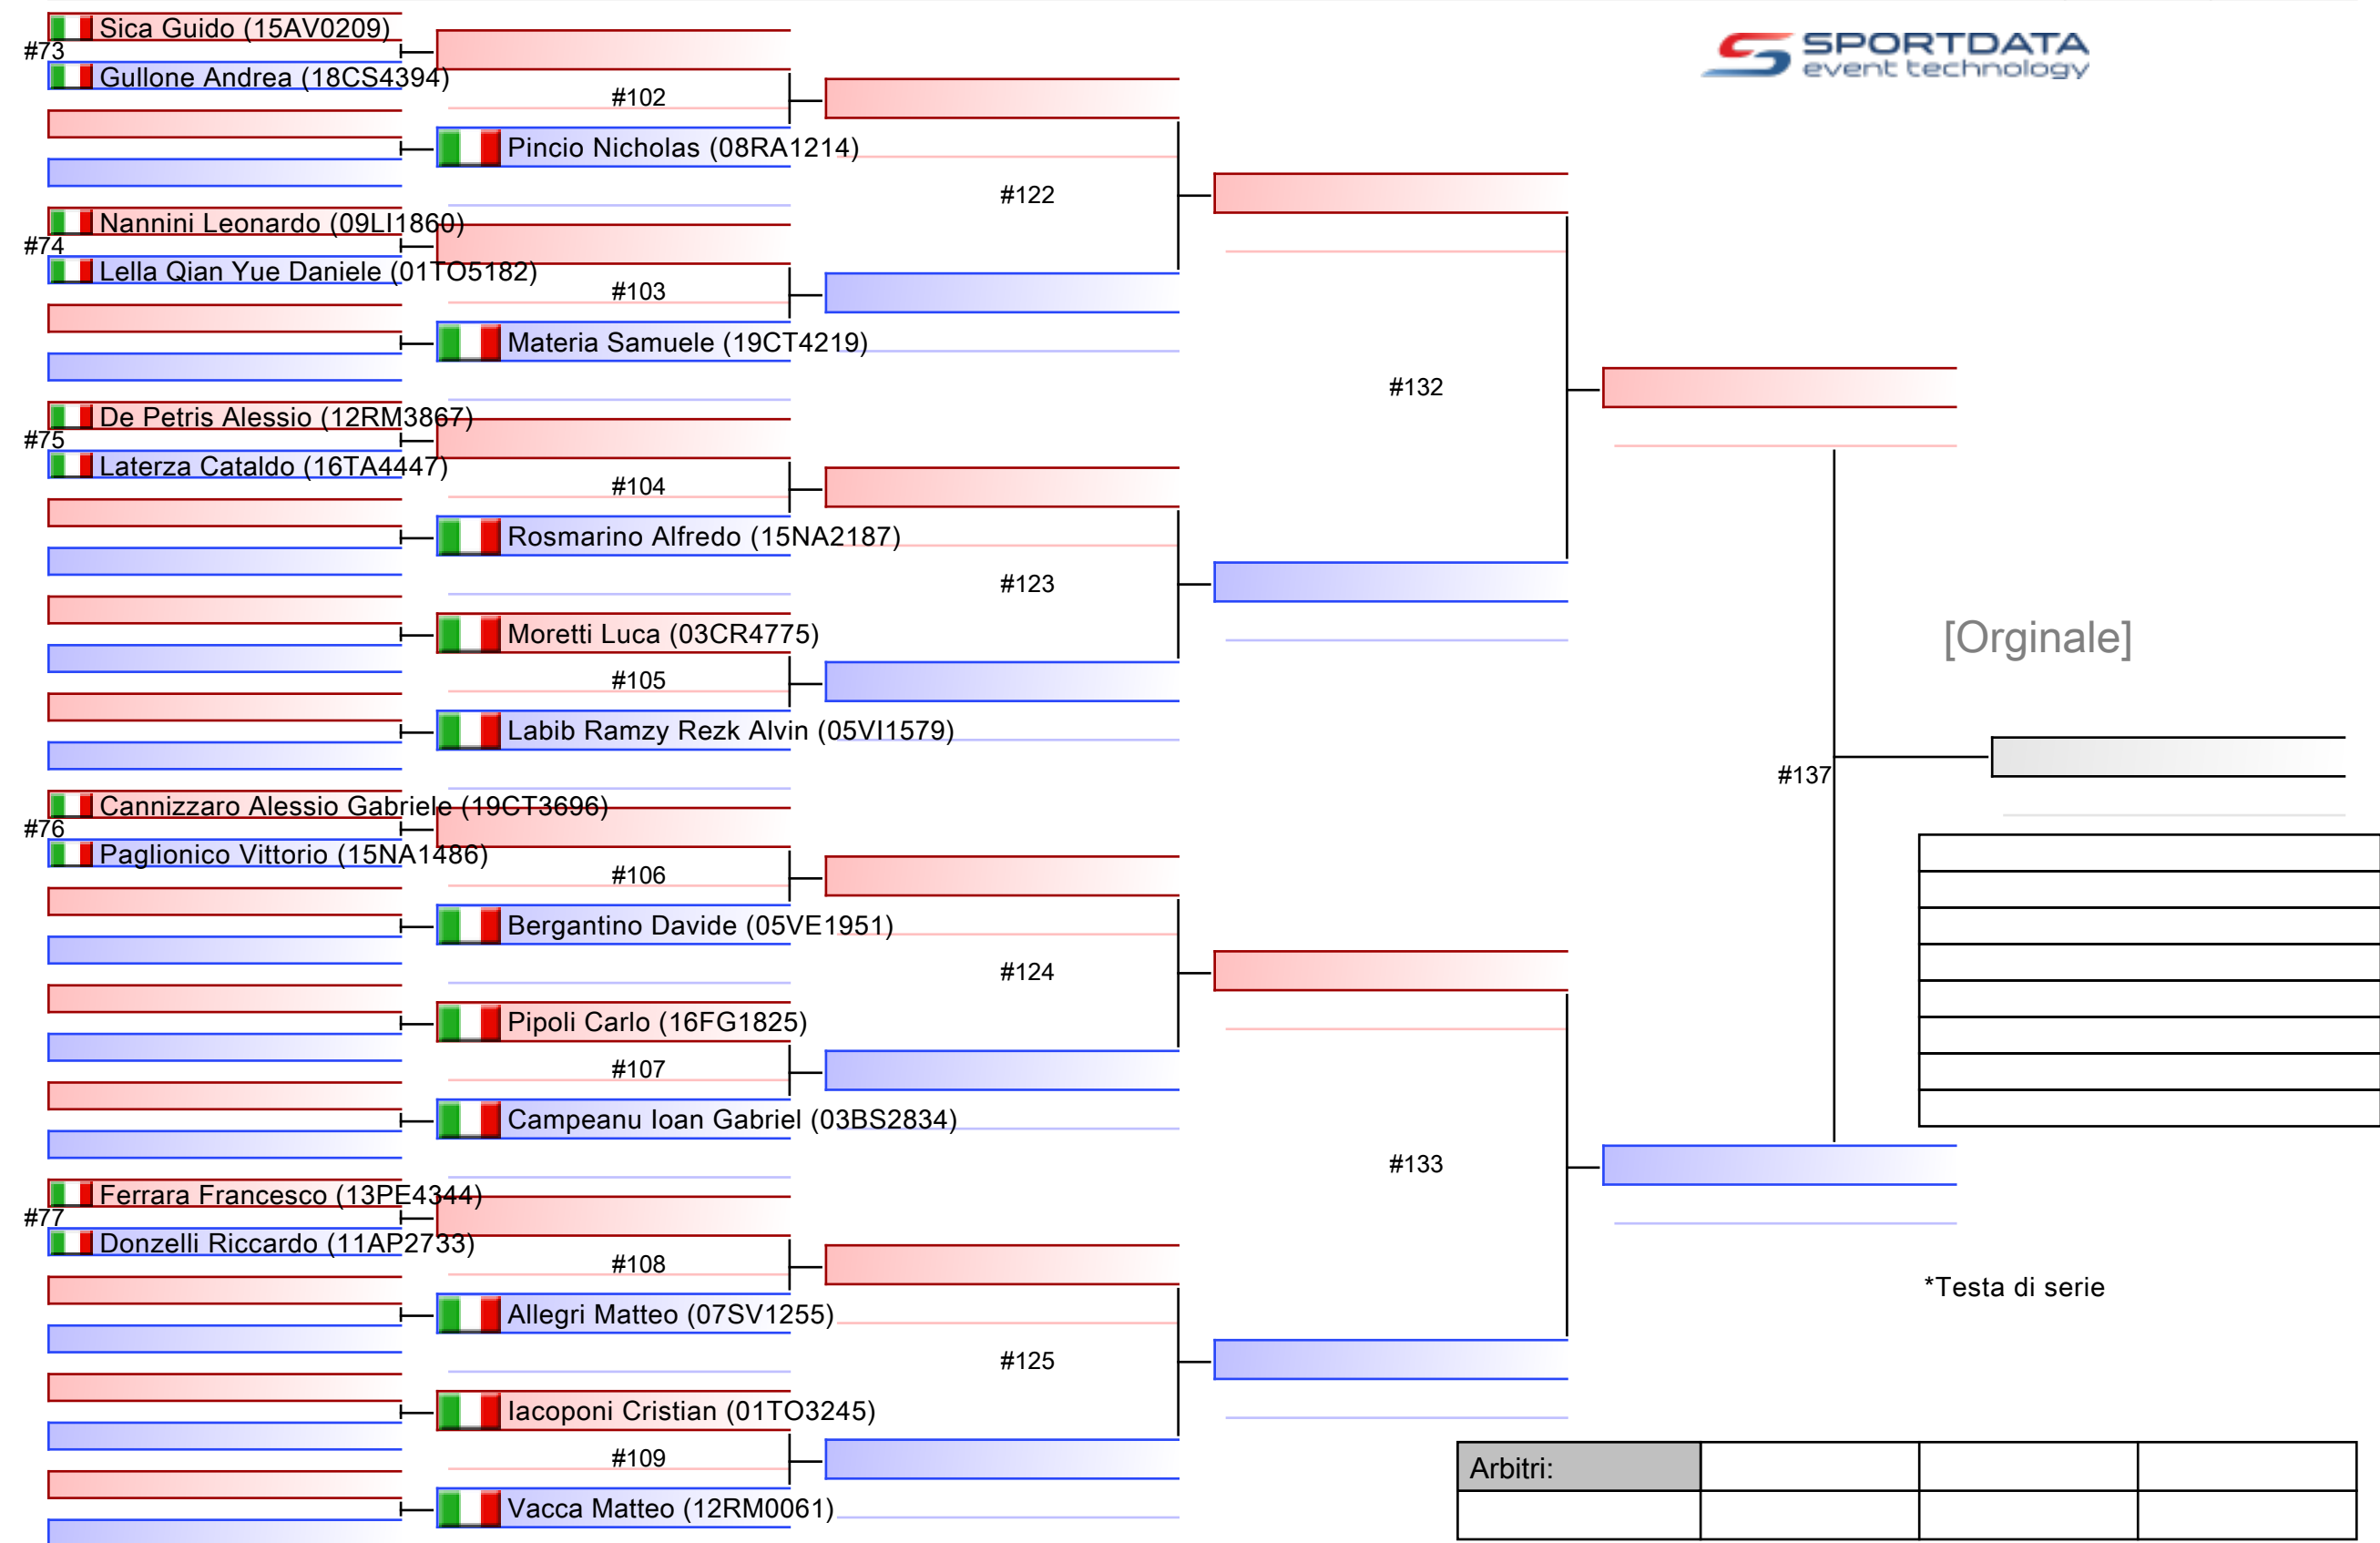 Sica Guido (15AV0209)
#73
Gullone Andrea (18CS4394)
#102
Pincio Nicholas (08RA1214)
#122
Nannini Leonardo (09LI1860)
#74
Lella Qian Yue Daniele (01TO5182)
#103
Materia Samuele (19CT4219)
#132
De Petris Alessio (12RM3867)
#75
Laterza Cataldo (16TA4447)
#104
Rosmarino Alfredo (15NA2187)
#123
Moretti Luca (03CR4775)
#105
Labib Ramzy Rezk Alvin (05VI1579)
#137
Cannizzaro Alessio Gabriele (19CT3696)
#76
Paglionico Vittorio (15NA1486)
#106
Bergantino Davide (05VE1951)
#124
Pipoli Carlo (16FG1825)
#107
Campeanu Ioan Gabriel (03BS2834)
#133
Ferrara Francesco (13PE4344)
#77
Donzelli Riccardo (11AP2733)
#108
Allegri Matteo (07SV1255)
#125
Iacoponi Cristian (01TO3245)
#109
Vacca Matteo (12RM0061)
SPORTDATA
event technology
[Orginale]
*Testa di serie
Arbitri: